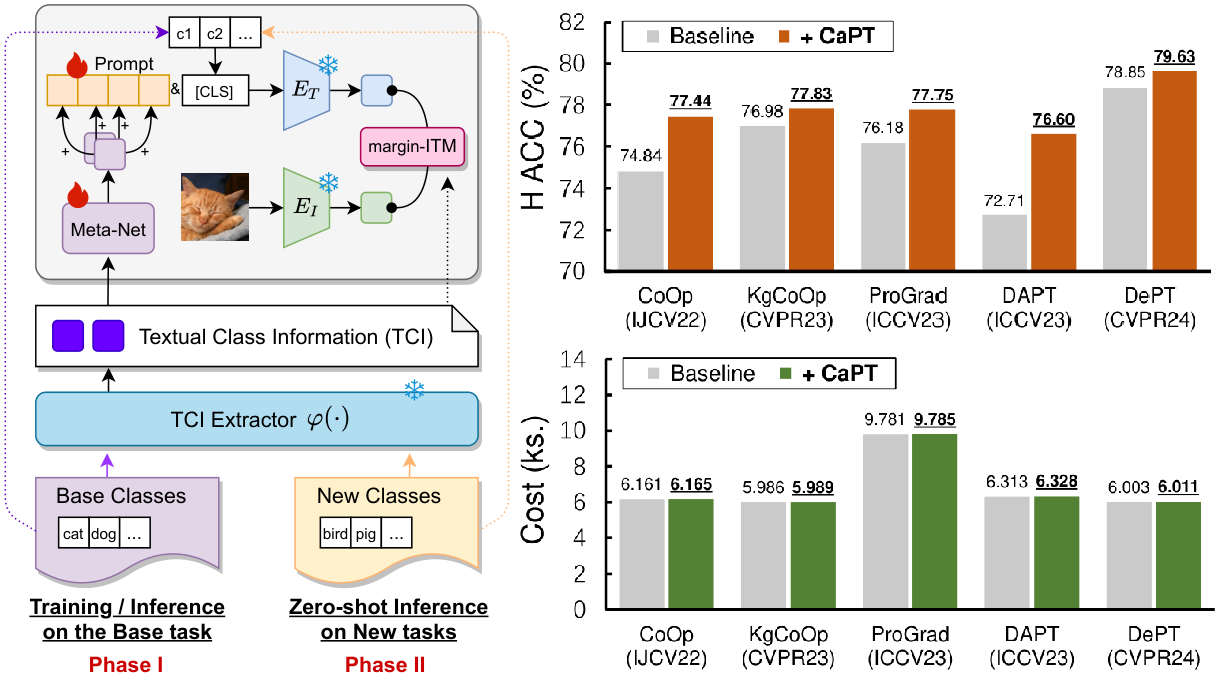 c1 c2 ...
Prompt
& [CLS]
E_T
+ + + +
margin-ITM
E_I
Meta-Net
Textual Class Information (TCI)
TCI Extractor φ(·)
Base Classes
cat dog ...
New Classes
bird pig ...
Training / Inference
on the Base task
Phase I
Zero-shot Inference
on New tasks
Phase II
H ACC (%)
82
80
78
76
74
72
70
Baseline + CaPT
74.84 77.44
76.98 77.83
76.18 77.75
72.71 76.60
78.85 79.63
CoOp KgCoOp ProGrad DAPT DePT
(IJCV22) (CVPR23) (ICCV23) (ICCV23) (CVPR24)
Cost (ks.)
14
12
10
8
6
4
2
0
Baseline + CaPT
6.161 6.165
5.986 5.989
9.781 9.785
6.313 6.328
6.003 6.011
CoOp KgCoOp ProGrad DAPT DePT
(IJCV22) (CVPR23) (ICCV23) (ICCV23) (CVPR24)